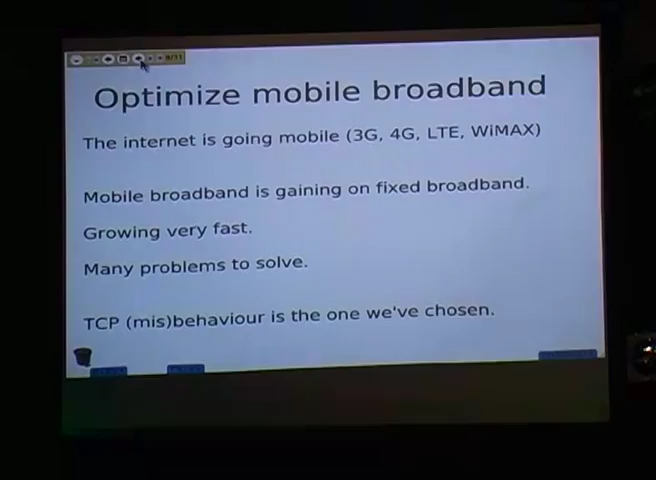 Optimize mobile broadband
The internet is going mobile (3G, 4G, LTE, WiMAX)
Mobile broadband is gaining on fixed broadband.
Growing very fast.
Many problems to solve.
TCP (mis)behaviour is the one we've chosen.